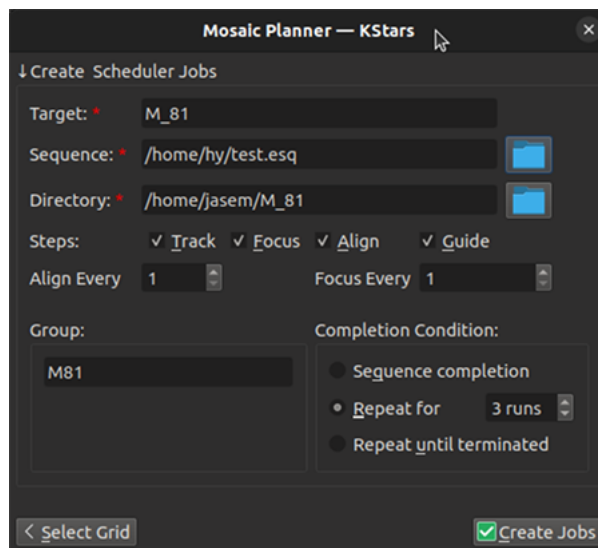 Mosaic Planner — KStars
↓Create Scheduler Jobs
Target: * M_81
Sequence: * /home/hy/test.esq
Directory: * /home/jasem/M_81
Steps: Track Focus Align Guide
Align Every 1 Focus Every 1
Group: Completion Condition:
M81 Sequence completion
Repeat for 3 runs
Repeat until terminated
< Select Grid Create Jobs